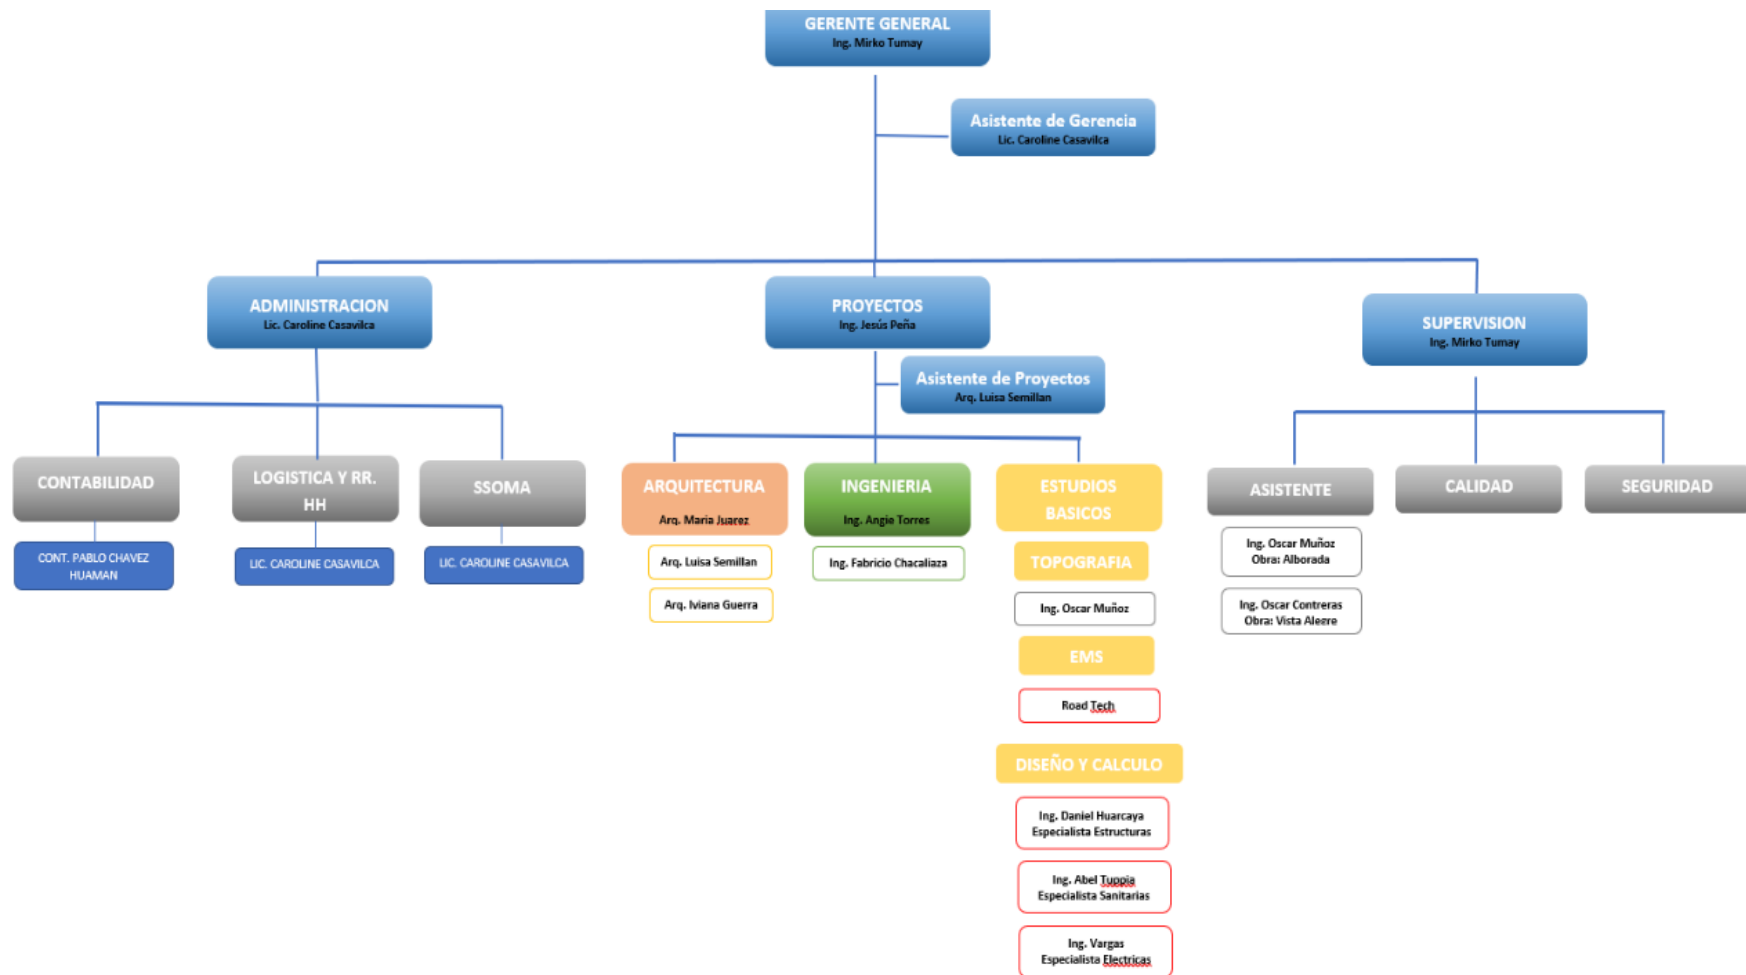 GERENTE GENERAL
Ing. Mirko Tumay
Asistente de Gerencia
Lic. Caroline Casavilca
ADMINISTRACION
Lic. Caroline Casavilca
PROYECTOS
Ing. Jesús Peña
SUPERVISION
Ing. Mirko Tumay
Asistente de Proyectos
Arq. Luisa Semillan
CONTABILIDAD
CONT. PABLO CHAVEZ
HUAMAN
LOGISTICA Y RR.
HH
LIC. CAROLINE CASAVILCA
SSOMA
LIC. CAROLINE CASAVILCA
ARQUITECTURA
Arq. Maria Juarez
Arq. Luisa Semillan
Arq. Iviana Guerra
INGENIERIA
Ing. Angie Torres
Ing. Fabricio Chacaliaza
ESTUDIOS
BASICOS
TOPOGRAFIA
Ing. Oscar Muñoz
EMS
Road Tech
DISEÑO Y CALCULO
Ing. Daniel Huarcaya
Especialista Estructuras
Ing. Abel Tuppia
Especialista Sanitarias
Ing. Vargas
Especialista Electricas
ASISTENTE
Ing. Oscar Muñoz
Obra: Alborada
Ing. Oscar Contreras
Obra: Vista Alegre
CALIDAD
SEGURIDAD